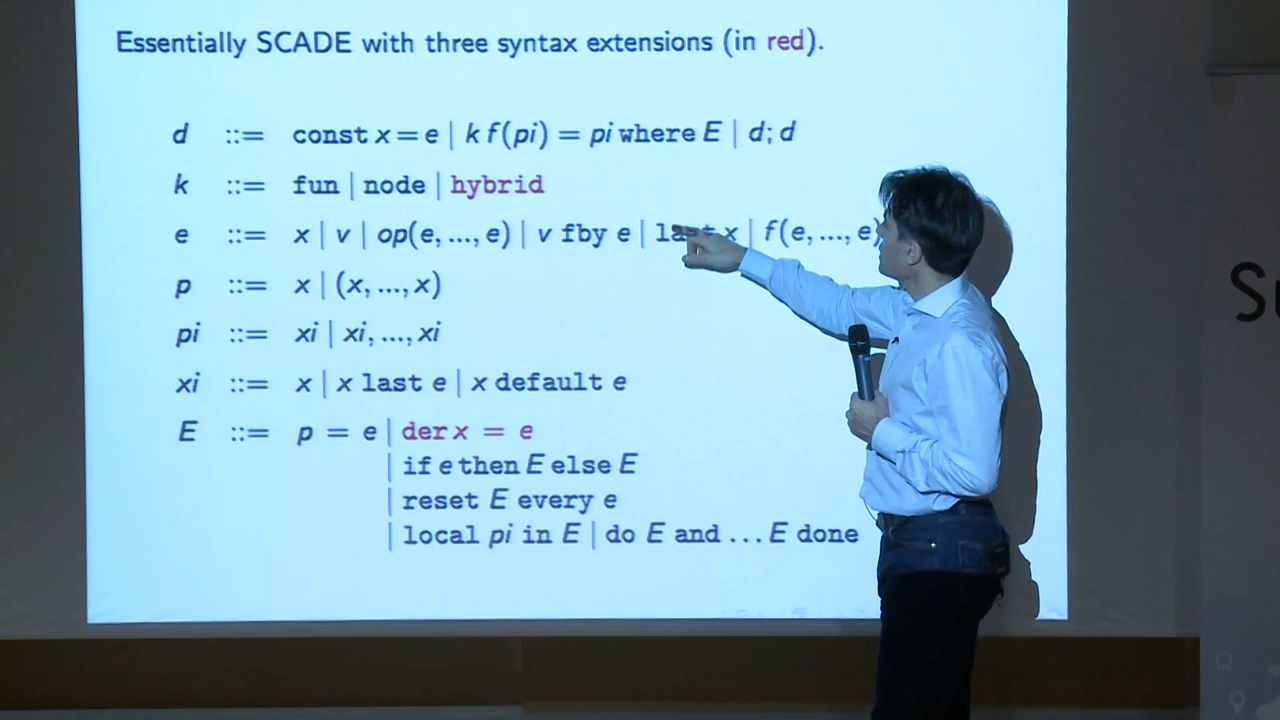 Essentially SCADE with three syntax extensions (in red).
d ::= const x = e | k f(pi) = pi where E | d; d
k ::= fun | node | hybrid
e ::= x | v | op(e, ..., e) | v fby e | last x | f(e, ..., e)
p ::= x | (x, ..., x)
pi ::= xi | xi, ..., xi
xi ::= x | x last e | x default e
E ::= p = e | der x = e
| if e then E else E
| reset E every e
| local pi in E | do E and ... E done